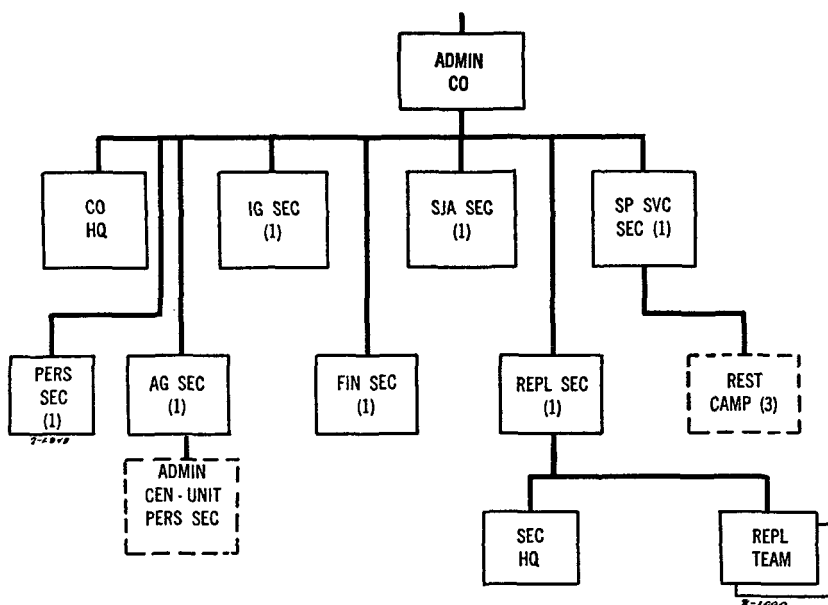 ADMIN
CO
CO
HQ
IG SEC
(1)
SJA SEC
(1)
SP SVC
SEC (1)
PERS
SEC
(1)
AG SEC
(1)
FIN SEC
(1)
REPL SEC
(1)
REST
CAMP (3)
ADMIN
CEN-UNIT
PERS SEC
SEC
HQ
REPL
TEAM